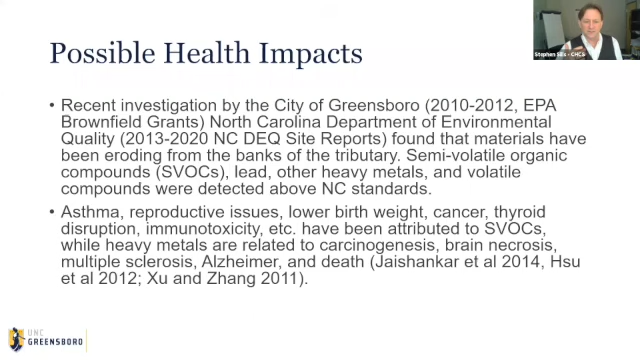 Possible Health Impacts
Stephen Sills - CHCS
• Recent investigation by the City of Greensboro (2010-2012, EPA
Brownfield Grants) North Carolina Department of Environmental
Quality (2013-2020 NC DEQ Site Reports) found that materials have
been eroding from the banks of the tributary. Semi-volatile organic
compounds (SVOCs), lead, other heavy metals, and volatile
compounds were detected above NC standards.
• Asthma, reproductive issues, lower birth weight, cancer, thyroid
disruption, immunotoxicity, etc. have been attributed to SVOCs,
while heavy metals are related to carcinogenesis, brain necrosis,
multiple sclerosis, Alzheimer, and death (Jaishankar et al 2014, Hsu
et al 2012; Xu and Zhang 2011).
UNC
GREENSBORO